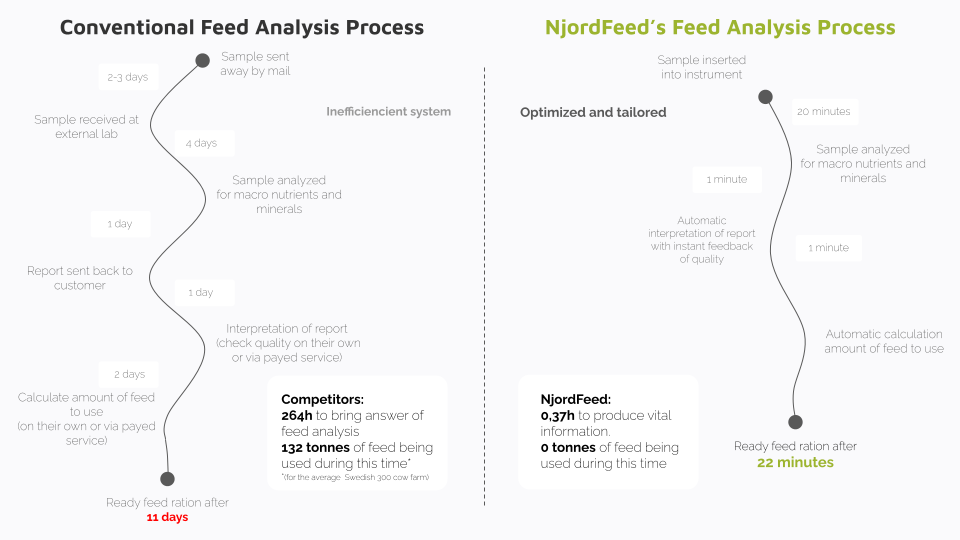 Conventional Feed Analysis Process
Sample sent
away by mail
2-3 days
Inefficiencient system
Sample received at
external lab
4 days
Sample analyzed
for macro nutrients and
minerals
1 day
Report sent back to
customer
1 day
Interpretation of report
(check quality on their own
or via payed service)
2 days
Calculate amount of feed
to use
(on their own or via payed
service)
Competitors:
264h to bring answer of
feed analysis
132 tonnes of feed being
used during this time*
*(for the average Swedish 300 cow farm)
Ready feed ration after
11 days
NjordFeed's Feed Analysis Process
Sample inserted
into instrument
Optimized and tailored
20 minutes
Sample analyzed
for macro nutrients and
minerals
1 minute
Automatic
interpretation of report
with instant feedback
of quality
1 minute
Automatic calculation
amount of feed to use
NjordFeed:
0,37h to produce vital
information.
0 tonnes of feed being
used during this time
Ready feed ration after
22 minutes